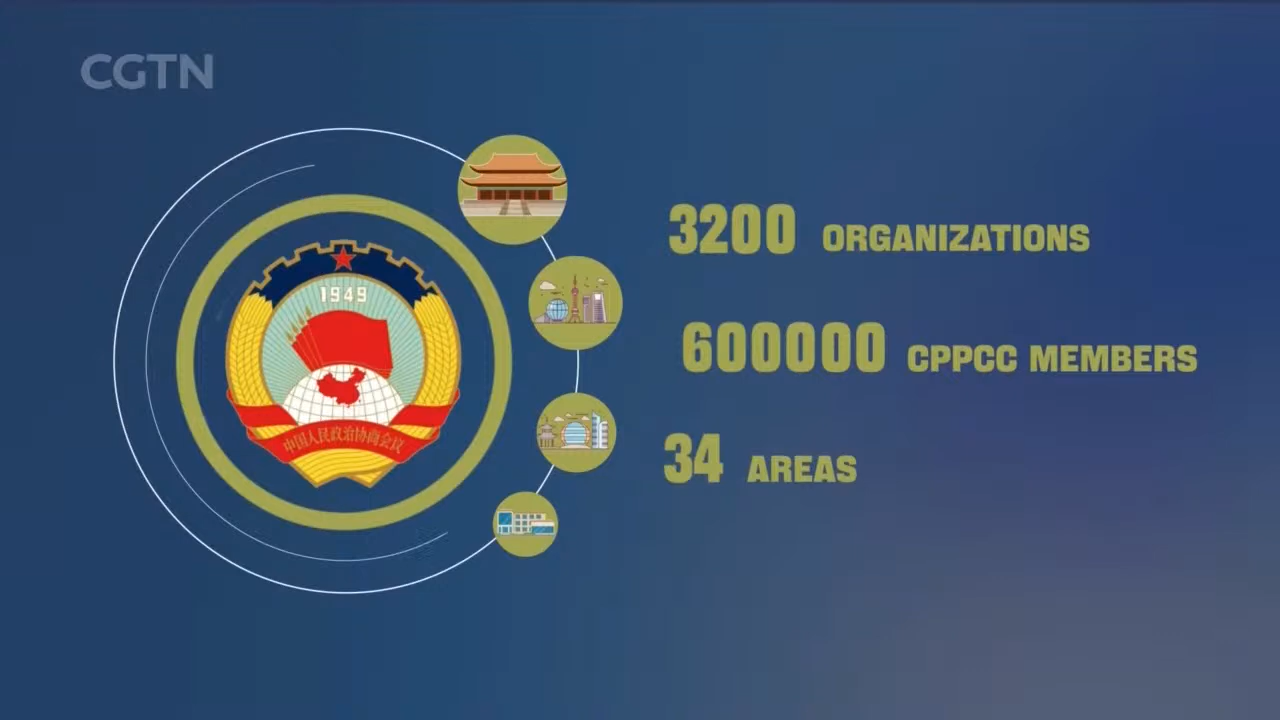 CGTN
1949
中国人民政治协商会议
3200 ORGANIZATIONS
600000 CPPCC MEMBERS
34 AREAS